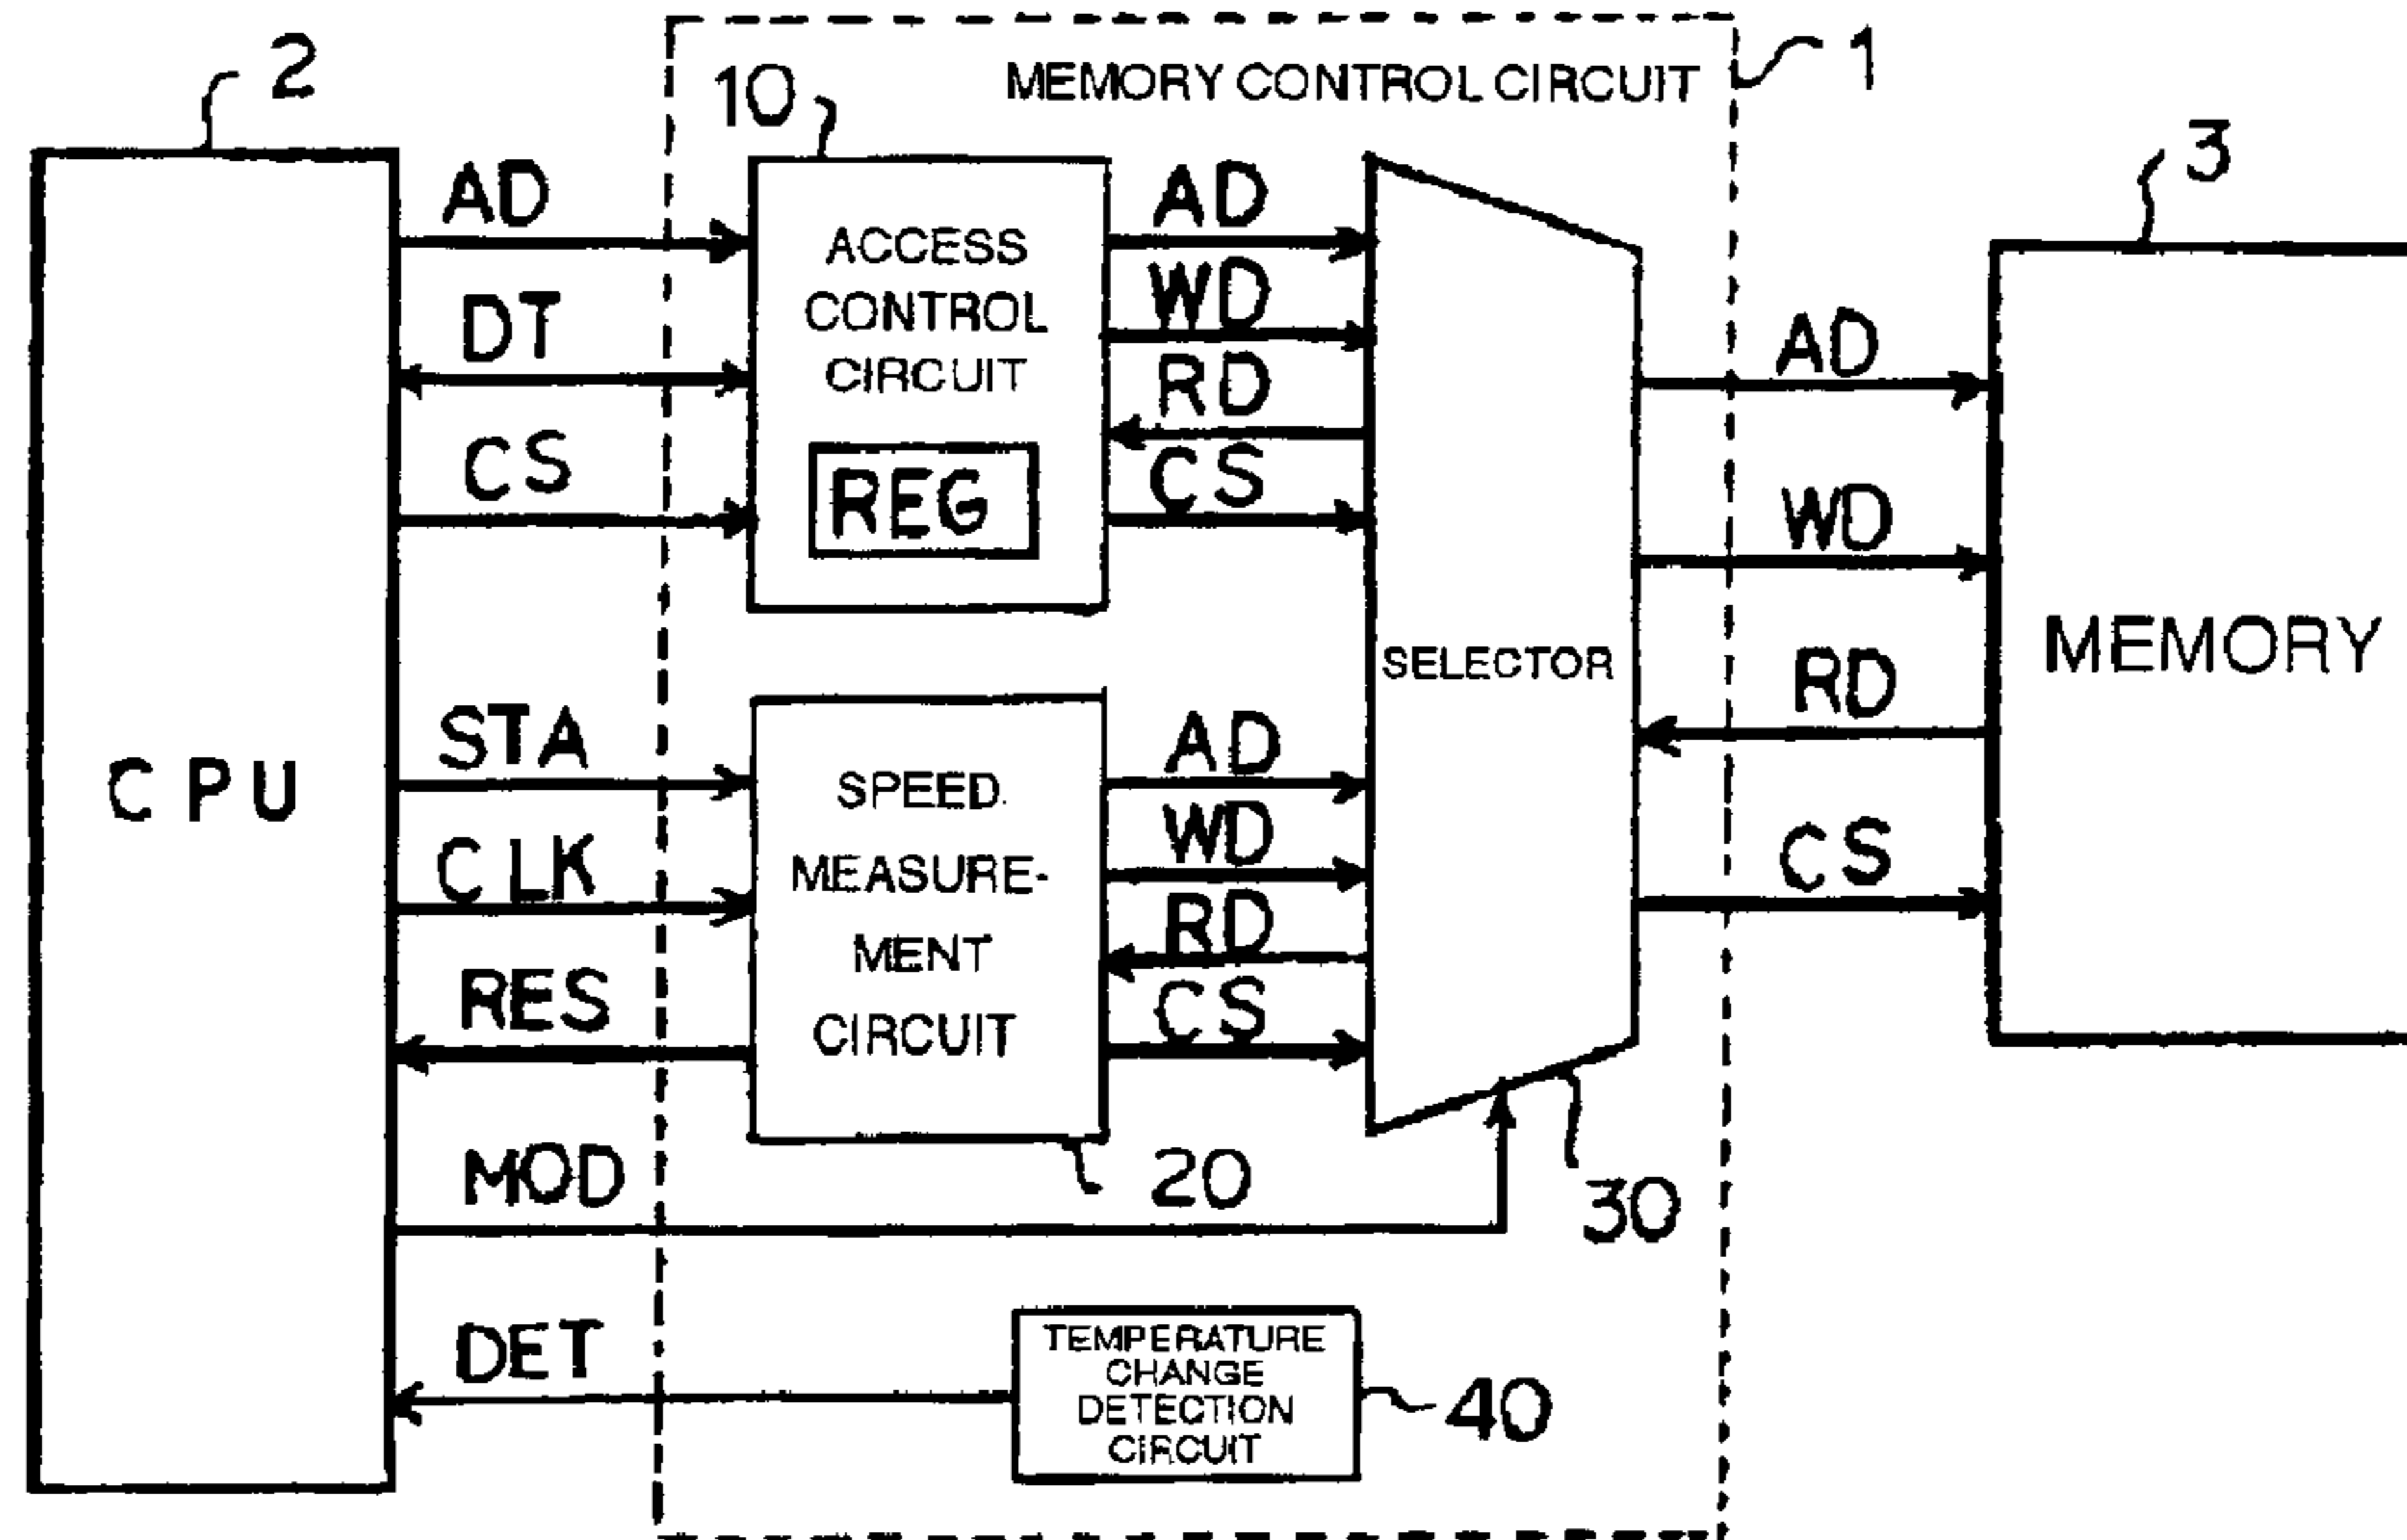 MEMORY CONTROL CIRCUIT
1
2
10
3
CPU
AD
DT
CS
STA
CLK
RES
MOD
DET
ACCESS
CONTROL
CIRCUIT
REG
AD
WD
RD
CS
SPEED
MEASURE-
MENT
CIRCUIT
20
AD
WD
RD
CS
SELECTOR
30
AD
WD
RD
CS
MEMORY
TEMPERATURE
CHANGE
DETECTION
CIRCUIT
40